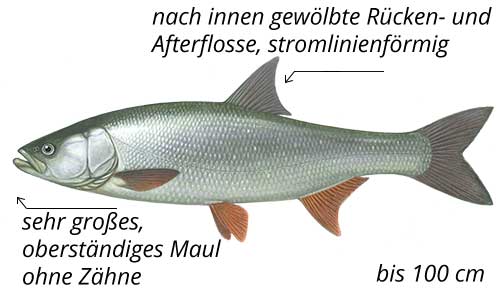 nach innen gewölbte Rücken- und
Afterflosse, stromlinienförmig
sehr großes,
oberständiges Maul
ohne Zähne
bis 100 cm